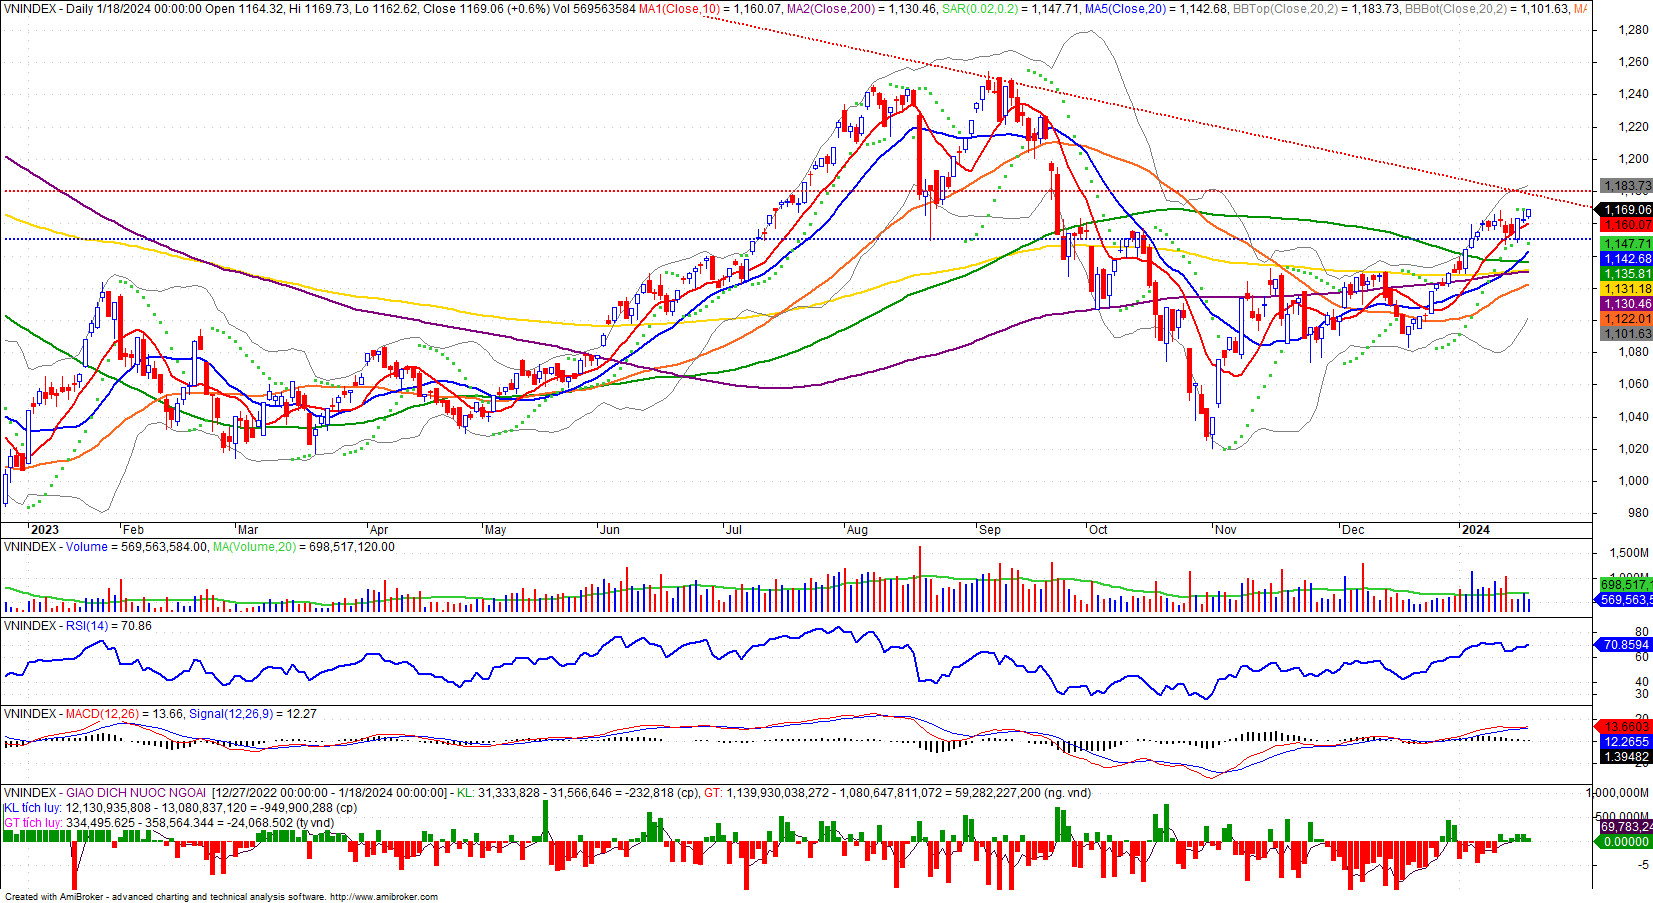 VNINDEX - Daily 1/18/2024 00:00:00 Open 1164.32, Hi 1169.73, Lo 1162.62, Close 1169.06 (+0.6%) Vol 569563584 MA1(Close,10) = 1,160.07, MA2(Close,200) = 1,130.46, SAR(0.02,0.2) = 1,147.71, MA5(Close,20) = 1,142.68, BBTop(Close,20,2) = 1,183.73, BBBot(Close,20,2) = 1,101.63,
1,280
1,260
1,240
1,220
1,200
1,183.73
1,169.06
1,160.07
1,147.71
1,142.68
1,135.81
1,131.18
1,130.46
1,122.01
1,101.63
1,080
1,060
1,040
1,020
1,000
980
2023 Feb Mar Apr May Jun Jul Aug Sep Oct Nov Dec 2024
VNINDEX - Volume = 569,563,584.00, MA(Volume,20) = 698,517,120.00
1,500M
698,517,1
569,563,5
VNINDEX - RSI(14) = 70.86
80
70.8594
60
40
30
VNINDEX - MACD(12,26) = 13.66, Signal(12,26,9) = 12.27
20
13.6603
12.2655
1.39482
VNINDEX - GIAO DICH NUOC NGOAI [12/27/2022 00:00:00 - 1/18/2024 00:00:00] - KL: 31,333,828 - 31,566,646 = -232,818 (cp), GT: 1,139,930,038,272 - 1,080,647,811,072 = 59,282,227,200 (ng. vnd)
KL tích luy: 12,130,935,808 - 13,080,837,120 = -949,900,288 (cp)
GT tích luy: 334,495.625 - 358,564.344 = -24,068.502 (ty vnd)
1,000,000M
500,000M
69,783,24
0.00000
-5
Created with AmiBroker - advanced charting and technical analysis software. http://www.amibroker.com